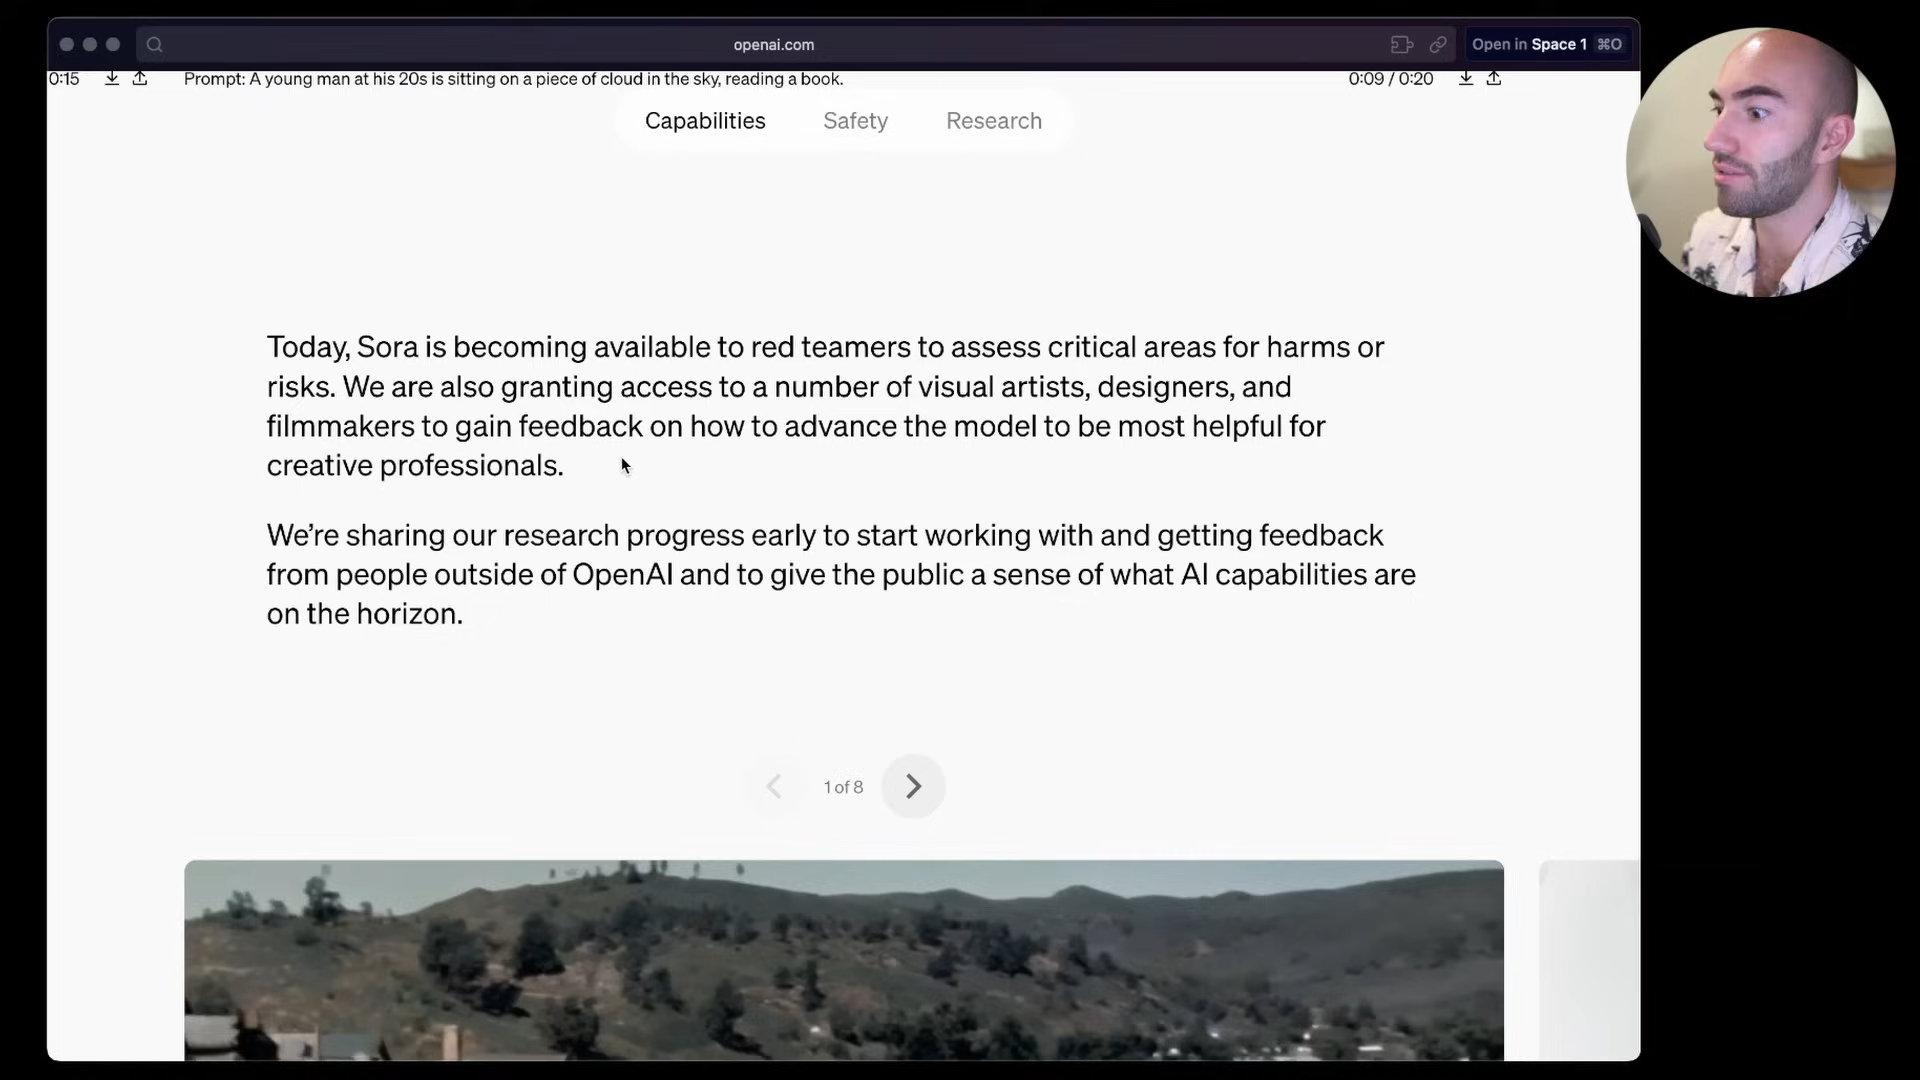 openai.com
Open in Space 1 ⌘O
0:15
Prompt: A young man at his 20s is sitting on a piece of cloud in the sky, reading a book.
0:09 / 0:20
Capabilities
Safety
Research
Today, Sora is becoming available to red teamers to assess critical areas for harms or
risks. We are also granting access to a number of visual artists, designers, and
filmmakers to gain feedback on how to advance the model to be most helpful for
creative professionals.
We’re sharing our research progress early to start working with and getting feedback
from people outside of OpenAI and to give the public a sense of what AI capabilities are
on the horizon.
1 of 8